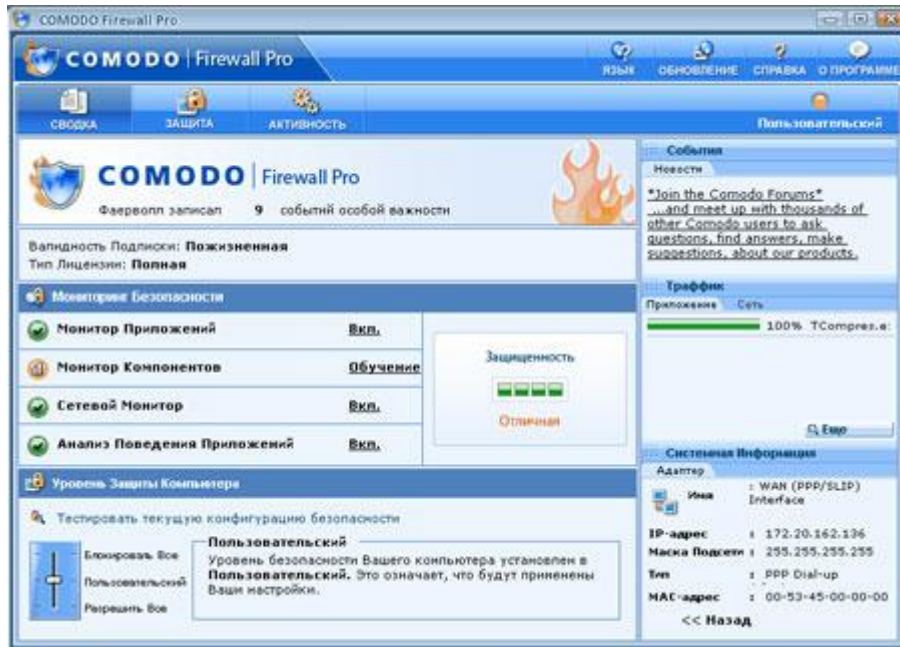 COMODO Firewall Pro
COMODO | Firewall Pro
ЯЗЫК
ОБНОВЛЕНИЕ
СПРАВКА
О ПРОГРАММЕ
СВОДКА
ЗАЩИТА
АКТИВНОСТЬ
Пользовательский
COMODO | Firewall Pro
Фаерволл записал 9 событий особой важности
Валидность Подписки: Пожизненная
Тип Лицензии: Полная
Мониторинг Безопасности
Монитор Приложений Вкл.
Монитор Компонентов Обучение
Сетевой Монитор Вкл.
Анализ Поведения Приложений Вкл.
Защищенность
Отличная
Уровень Защиты Компьютера
Тестировать текущую конфигурацию безопасности
Блокировать Все
Пользовательский
Разрешить Все
Пользовательский
Уровень безопасности Вашего компьютера установлен в
Пользовательский. Это означает, что будут применены
Ваши настройки.
События
Новости
*Join the Comodo Forums*
...and meet up with thousands of
other Comodo users to ask
questions, find answers, make
suggestions, about our products.
Траффик
Приложение Сеть
100% TCompres.e:
Еще
Системная Информация
Адаптер
Имя : WAN (PPP/SLIP)
Interface
IP-адрес : 172.20.162.136
Маска Подсети : 255.255.255.255
Тип : PPP Dial-up
MAC-адрес : 00-53-45-00-00-00
<< Назад